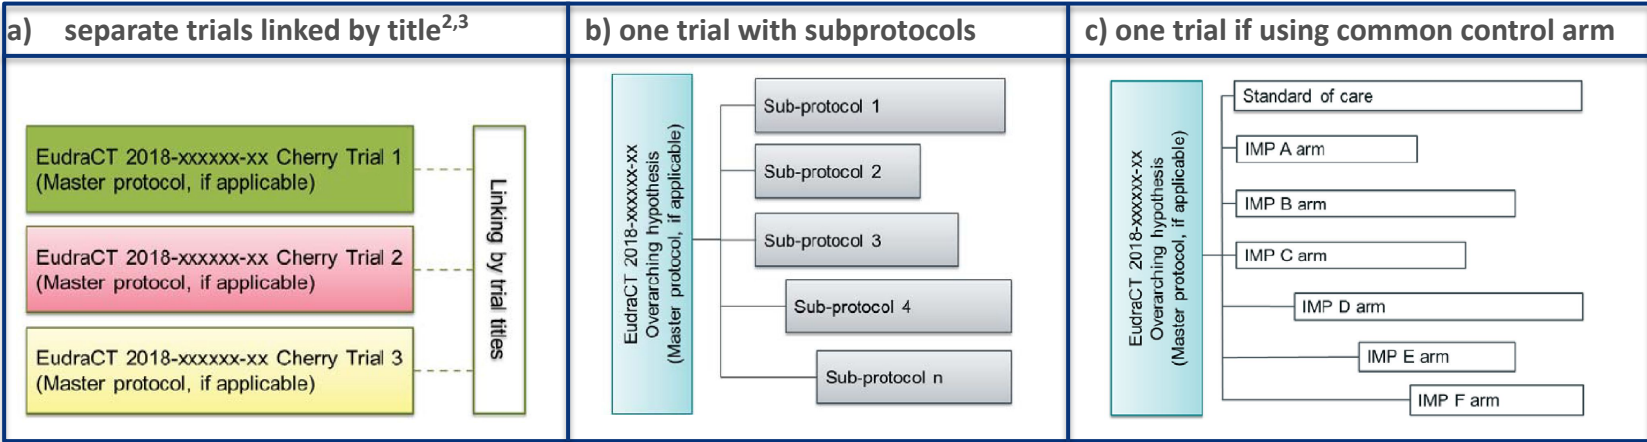 a) separate trials linked by title2,3
EudraCT 2018-xxxxxx-xx Cherry Trial 1
(Master protocol, if applicable)
EudraCT 2018-xxxxxx-xx Cherry Trial 2
(Master protocol, if applicable)
EudraCT 2018-xxxxxx-xx Cherry Trial 3
(Master protocol, if applicable)
Linking by trial titles
b) one trial with subprotocols
EudraCT 2018-xxxxxx-xx
Overarching hypothesis
(Master protocol, if applicable)
Sub-protocol 1
Sub-protocol 2
Sub-protocol 3
Sub-protocol 4
Sub-protocol n
c) one trial if using common control arm
EudraCT 2018-xxxxxx-xx
Overarching hypothesis
(Master protocol, if applicable)
Standard of care
IMP A arm
IMP B arm
IMP C arm
IMP D arm
IMP E arm
IMP F arm